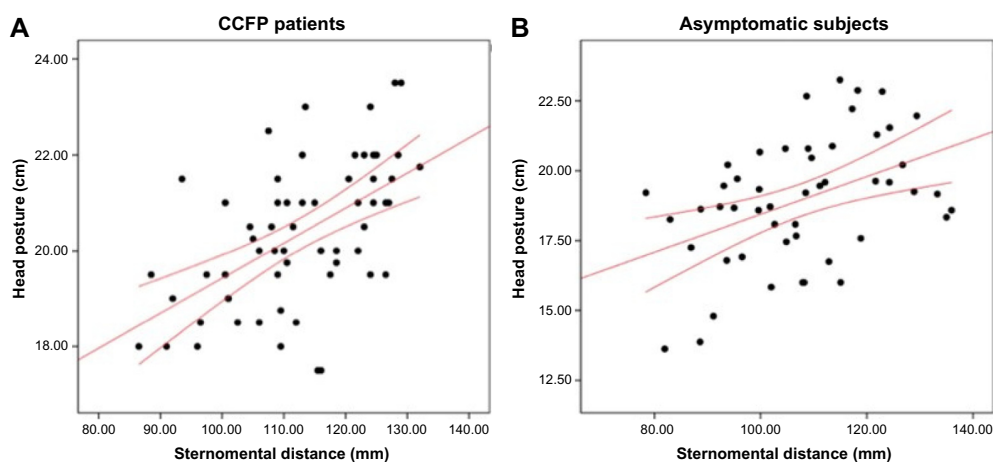 A
CCFP patients
24.00
22.00
20.00
18.00
Head posture (cm)
80.00 90.00 100.00 110.00 120.00 130.00 140.00
Sternomental distance (mm)
B
Asymptomatic subjects
22.50
20.00
17.50
15.00
12.50
Head posture (cm)
80.00 100.00 120.00 140.00
Sternomental distance (mm)